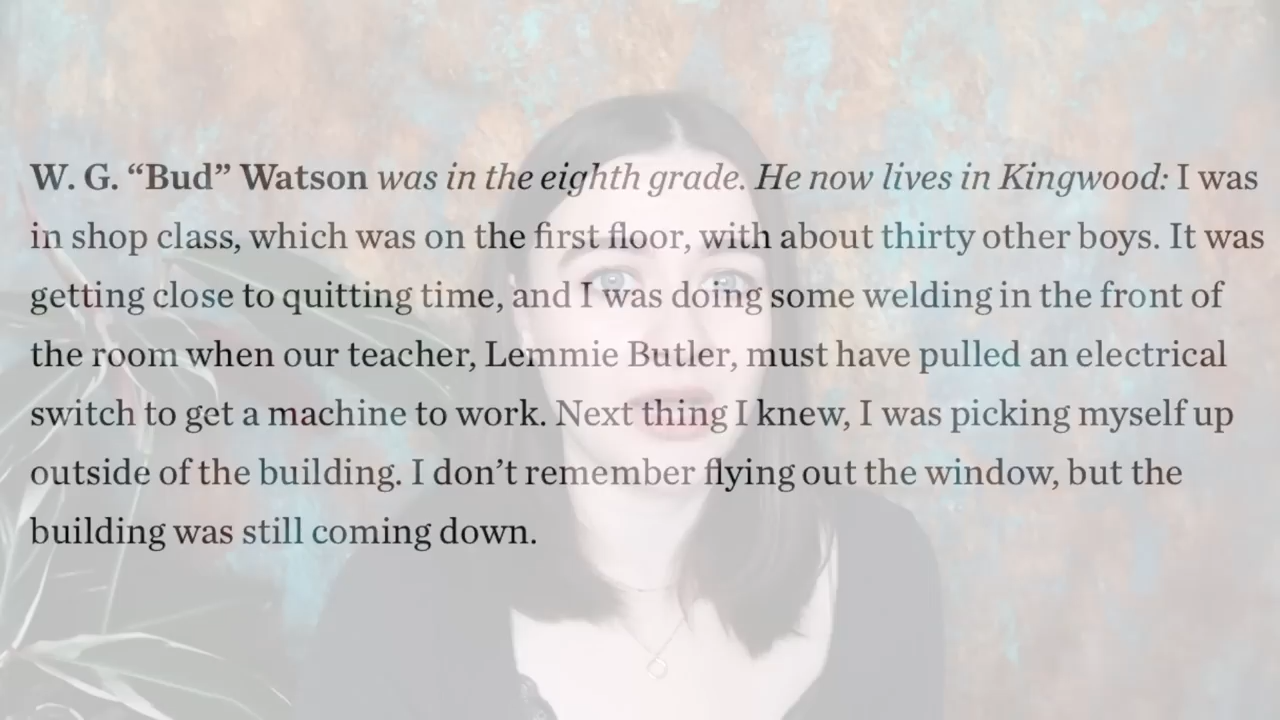 W. G. “Bud” Watson was in the eighth grade. He now lives in Kingwood: I was
in shop class, which was on the first floor, with about thirty other boys. It was
getting close to quitting time, and I was doing some welding in the front of
the room when our teacher, Lemmie Butler, must have pulled an electrical
switch to get a machine to work. Next thing I knew, I was picking myself up
outside of the building. I don’t remember flying out the window, but the
building was still coming down.